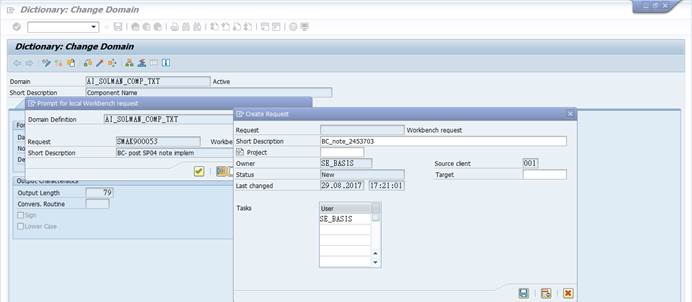 Dictionary: Change Domain
Dictionary: Change Domain
Domain AI_SOLMAN_COMP_TXT Active
Short Description Component Name
Prompt for local Workbench request
Domain Definition AI_SOLMAN_COMP_TXT
Request SMAK900053 Workbe
Short Description BC- post SP04 note implem
Output Characteristics
Output Length 79
Convers. Routine
Sign
Lower Case
Create Request
Request Workbench request
Short Description BC_note_2453703
Project
Owner SE_BASIS Source client 001
Status New Target
Last changed 29.08.2017 17:21:01
Tasks User
SE_BASIS